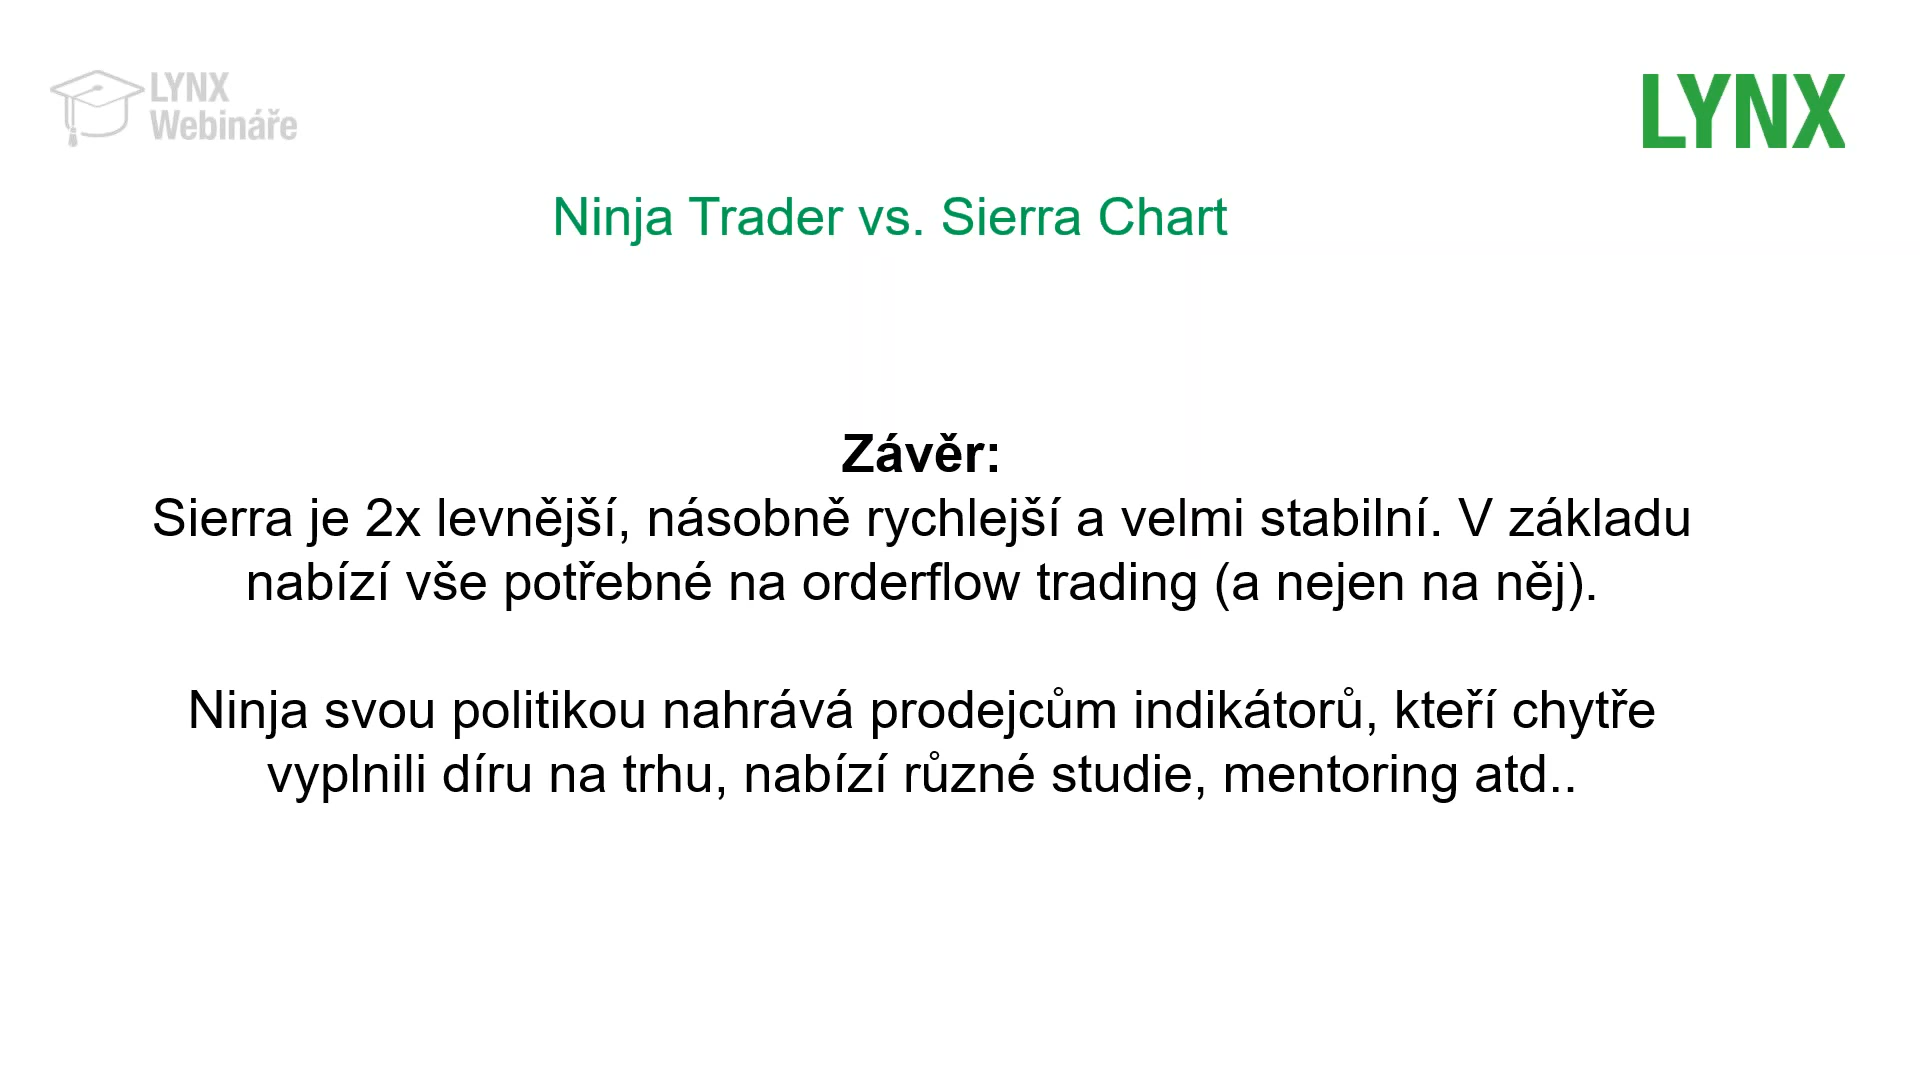 LYNX
Webináře
LYNX
Ninja Trader vs. Sierra Chart
Závěr:
Sierra je 2x levnější, násobně rychlejší a velmi stabilní. V základu
nabízí vše potřebné na orderflow trading (a nejen na něj).
Ninja svou politikou nahrává prodejcům indikátorů, kteří chytře
vyplnili díru na trhu, nabízí různé studie, mentoring atd..